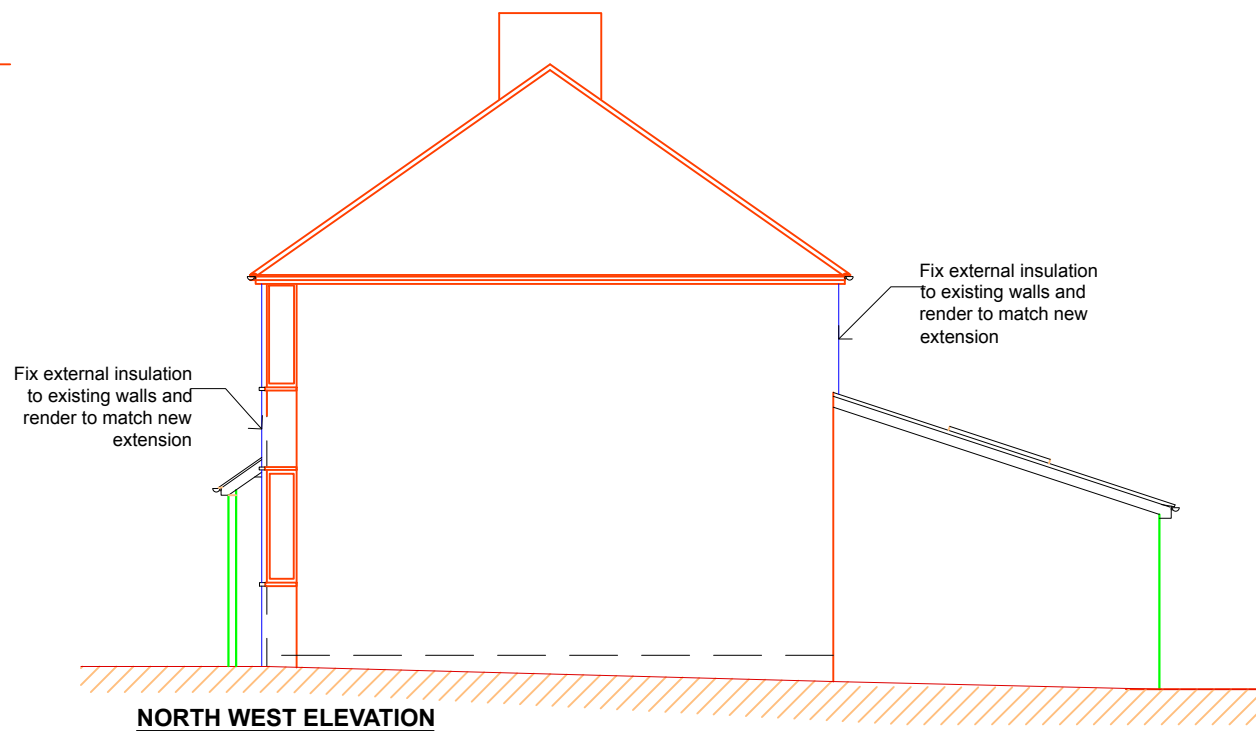 Fix external insulation
to existing walls and
render to match new
extension
Fix external insulation
to existing walls and
render to match new
extension
NORTH WEST ELEVATION